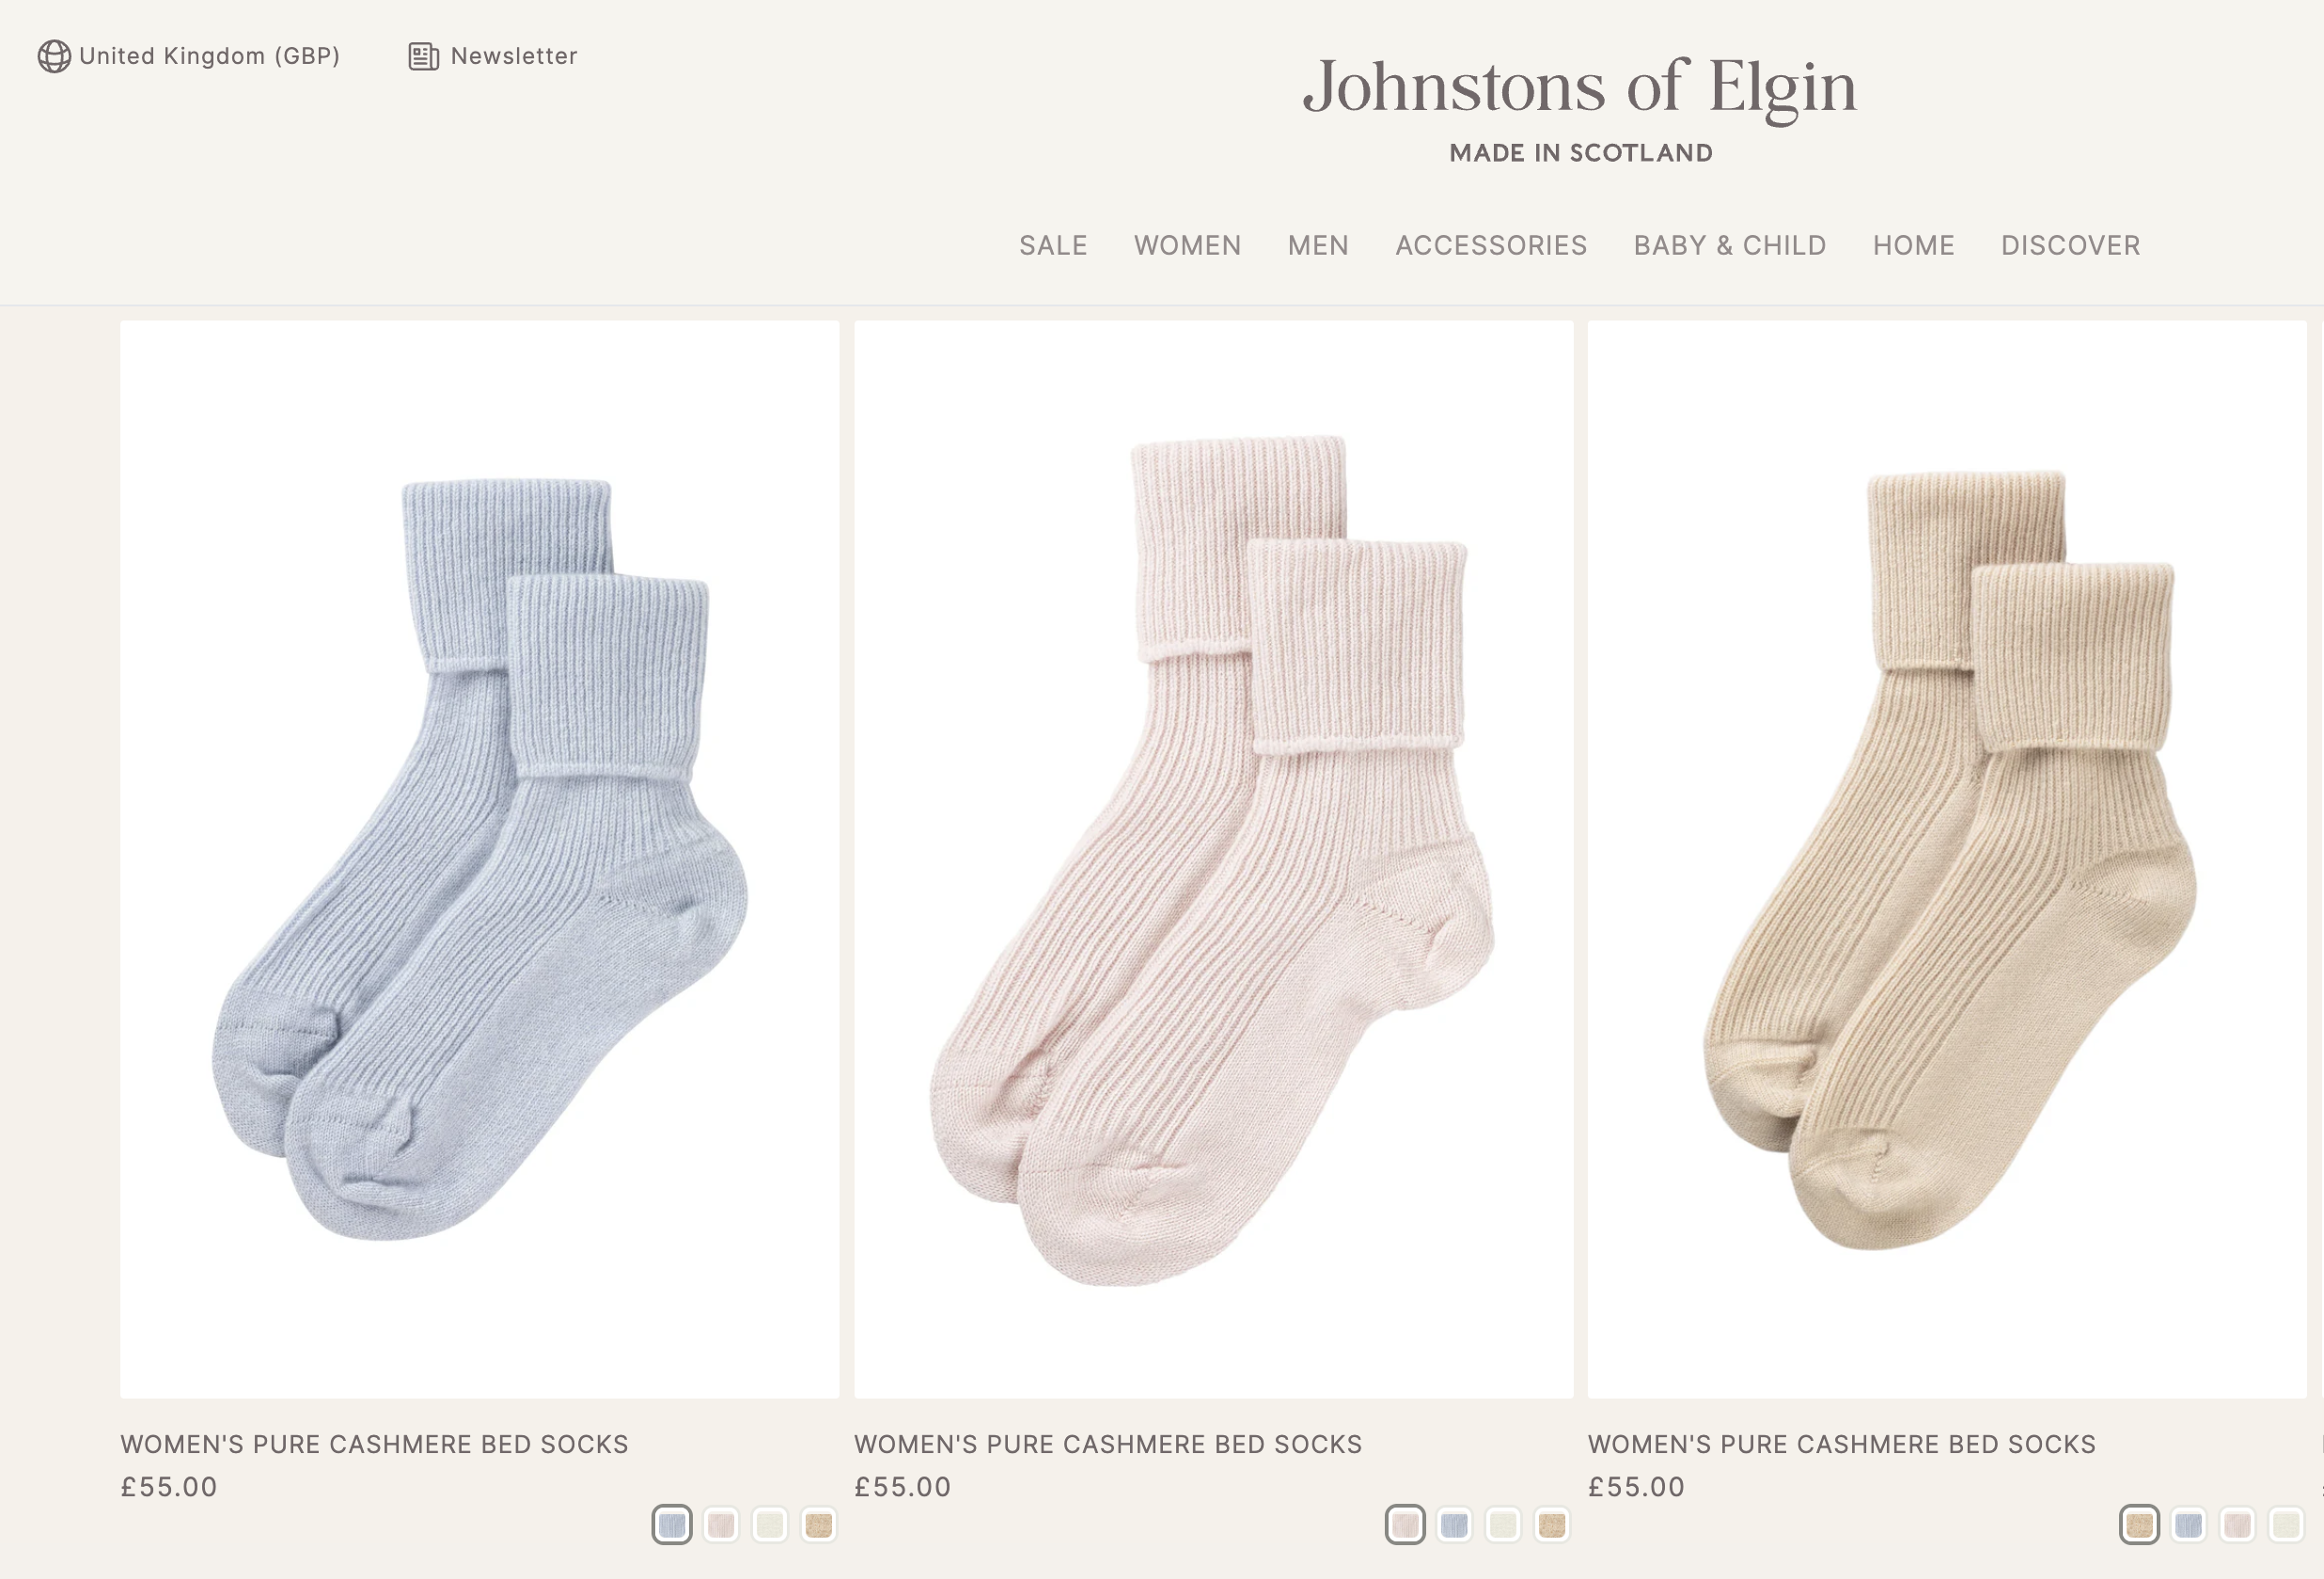 United Kingdom (GBP) Newsletter
Johnstons of Elgin
MADE IN SCOTLAND
SALE WOMEN MEN ACCESSORIES BABY & CHILD HOME DISCOVER
WOMEN'S PURE CASHMERE BED SOCKS
£55.00
WOMEN'S PURE CASHMERE BED SOCKS
£55.00
WOMEN'S PURE CASHMERE BED SOCKS
£55.00